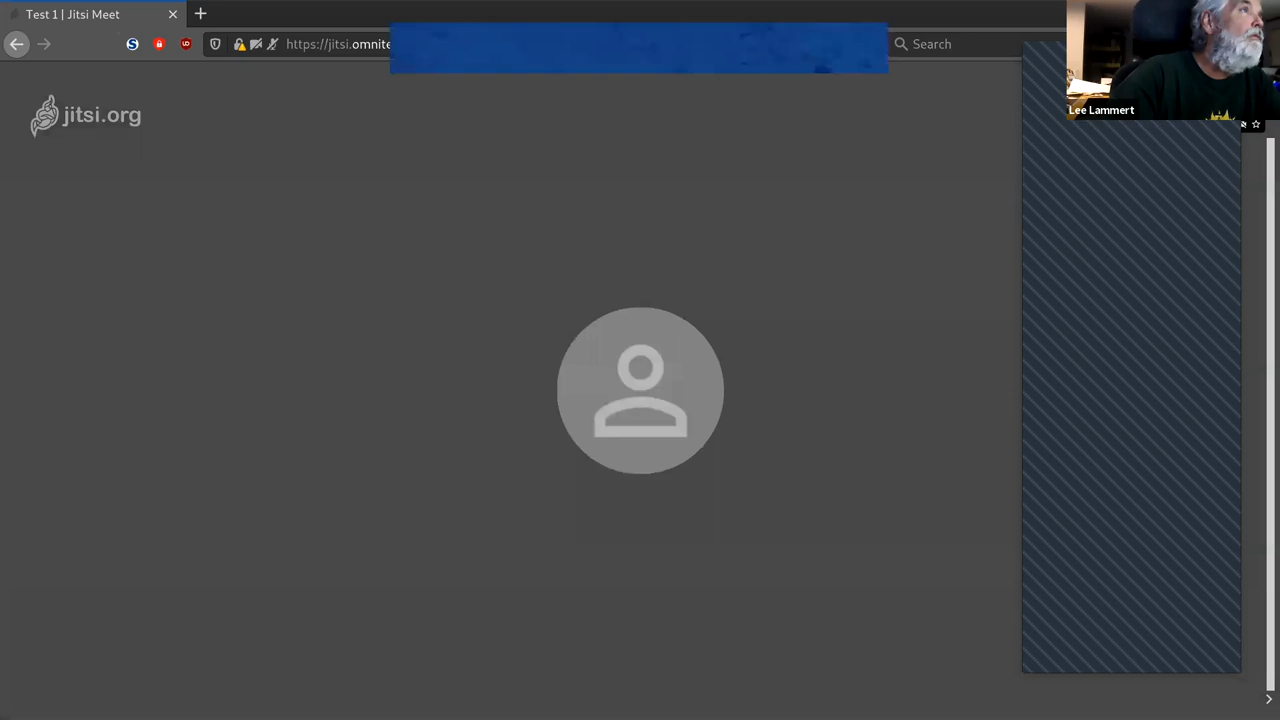 Test 1 | Jitsi Meet
https://jitsi.omnite
Search
jitsi.org
Lee Lammert